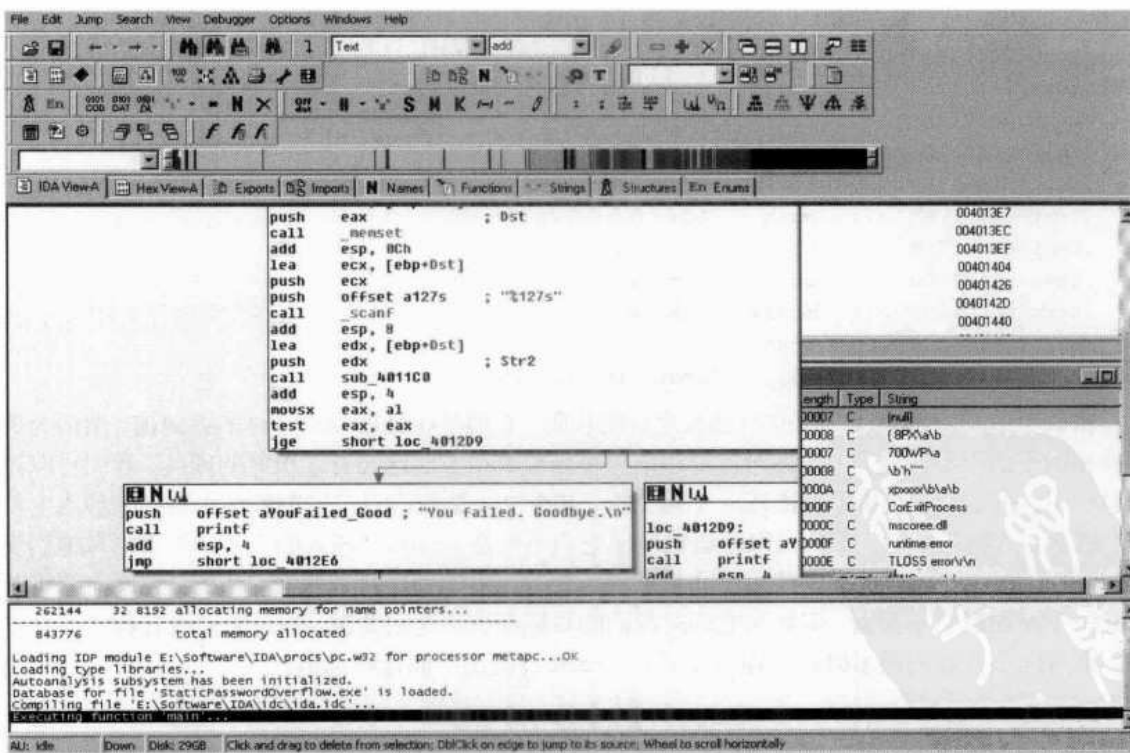 File Edit Jump Search View Debugger Options Windows Help
Text add
En S M K
IDA View-A Hex View-A Exports Imports N Names Functions Strings Structures En Enums
push eax ; Dst
call _memset
add esp, 0Ch
lea ecx, [ebp+Dst]
push ecx
push offset a127s ; "%127s"
call _scanf
add esp, 8
lea edx, [ebp+Dst]
push edx ; Str2
call sub_4011C0
add esp, 4
movsx eax, al
test eax, eax
jge short loc_4012D9
push offset aYouFailed_Good ; "You Failed. Goodbye.\n"
call printf
add esp, 4
jmp short loc_4012E6
loc_4012D9:
push offset aY
call printf
add esp, 4
004013E7
004013EC
004013EF
00401404
00401426
0040142D
00401440
ength Type String
00007 C (null)
00008 C (8PX\a\b
00007 C 700wP\a
00008 C \b`h````
0000A C xpxxxx\b\a\b
0000F C CorExitProcess
0000C C mscoree.dll
0000F C runtime error
0000E C TLOSS error\r\n
262144 32 8192 allocating memory for name pointers...
843776 total memory allocated
Loading IDP module E:\Software\IDA\procs\pc.w32 for processor metapc...OK
Loading type libraries...
Autoanalysis subsystem has been initialized.
Database for file 'StaticPasswordOverflow.exe' is loaded.
Compiling file 'E:\Software\IDA\idc\ida.idc'...
Executing function 'main'...
AU: idle Down Disk: 29GB Click and drag to delete from selection; DblClick on edge to jump to its source; Wheel to scroll horizontally